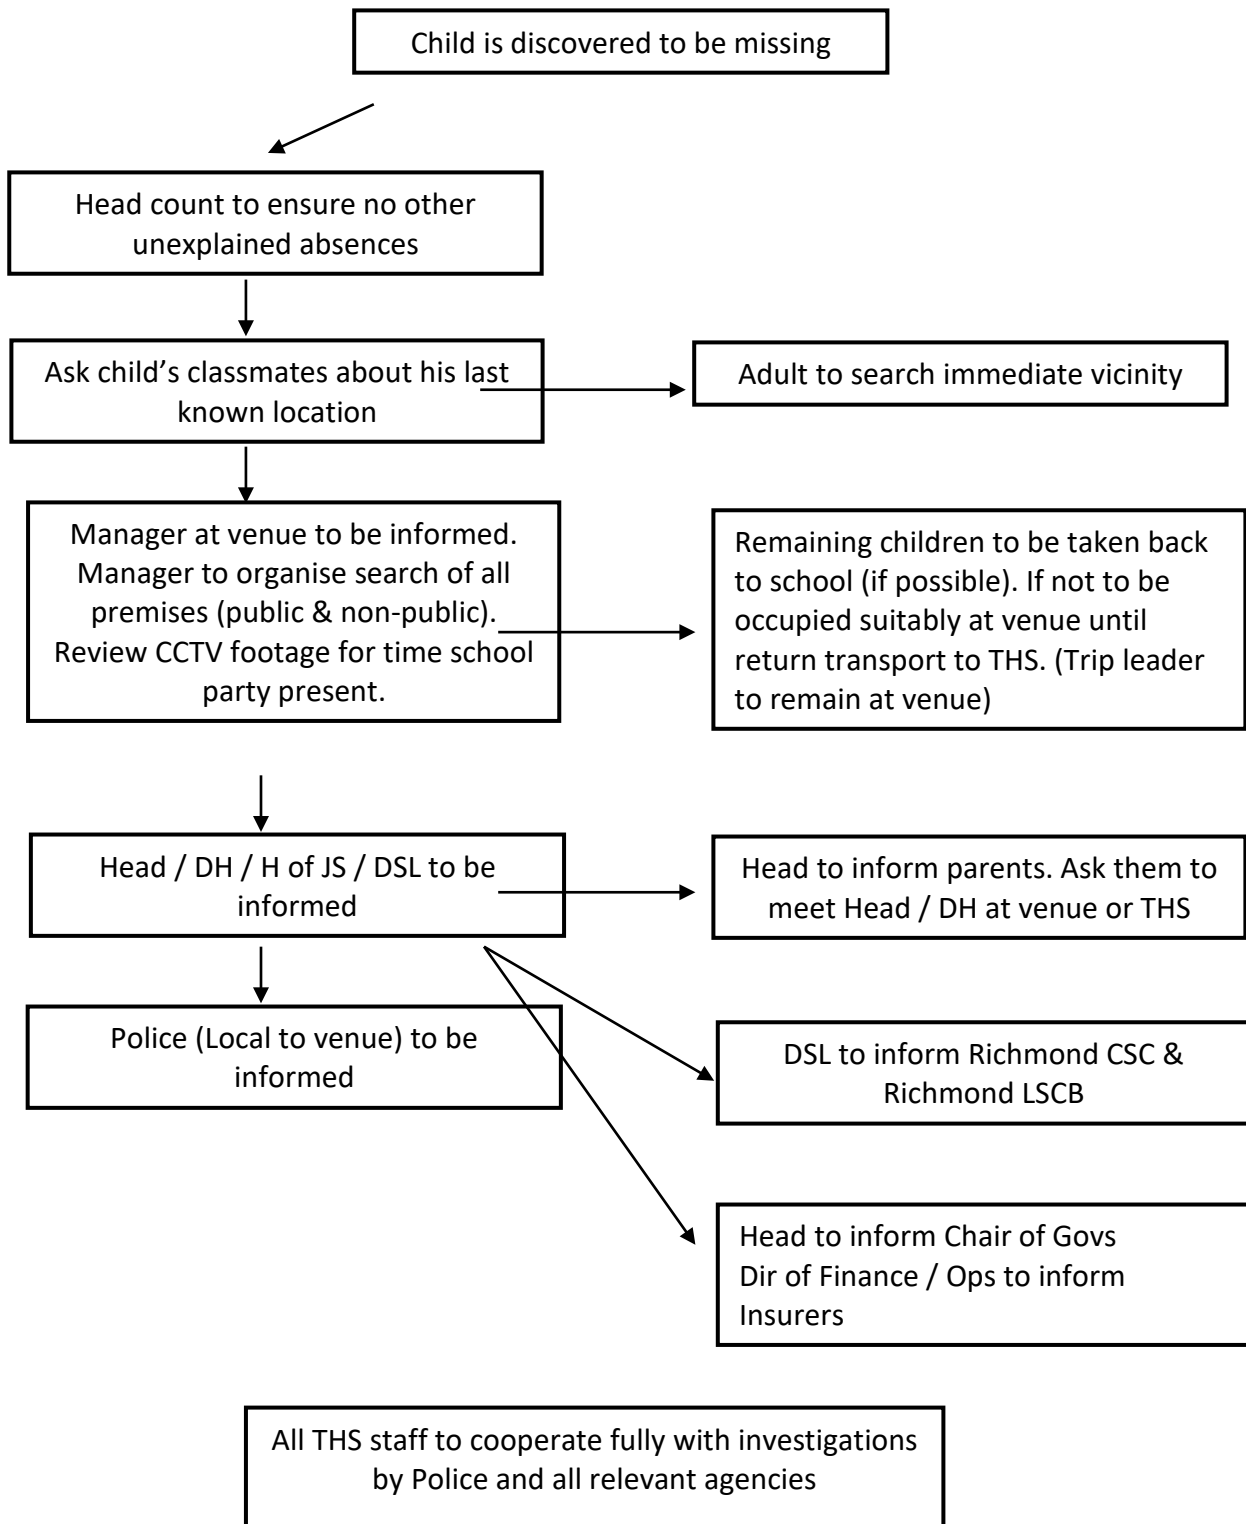 Child is discovered to be missing
Head count to ensure no other
unexplained absences
Ask child’s classmates about his last
known location
Adult to search immediate vicinity
Manager at venue to be informed.
Manager to organise search of all
premises (public & non-public).
Review CCTV footage for time school
party present.
Remaining children to be taken back
to school (if possible). If not to be
occupied suitably at venue until
return transport to THS. (Trip leader
to remain at venue)
Head / DH / H of JS / DSL to be
informed
Head to inform parents. Ask them to
meet Head / DH at venue or THS
Police (Local to venue) to be
informed
DSL to inform Richmond CSC &
Richmond LSCB
Head to inform Chair of Govs
Dir of Finance / Ops to inform
Insurers
All THS staff to cooperate fully with investigations
by Police and all relevant agencies